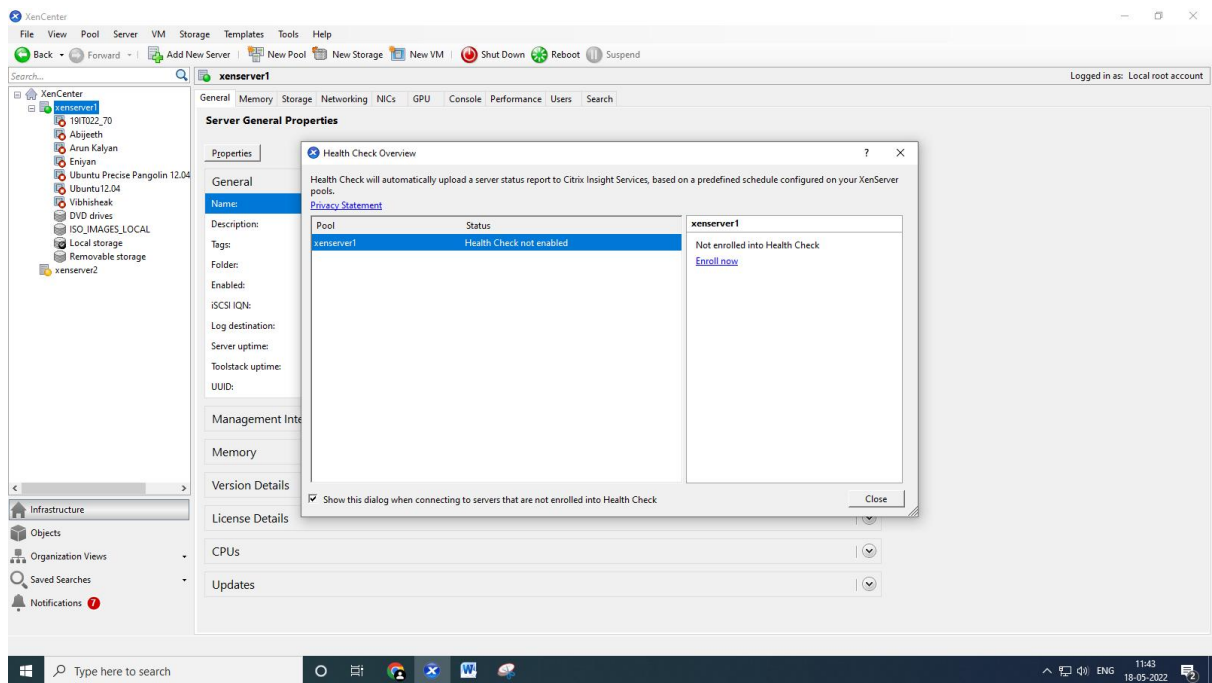 XenCenter
File View Pool Server VM Storage Templates Tools Help
Back Forward Add New Server New Pool New Storage New VM Shut Down Reboot Suspend
Search...
xenserver1 Logged in as: Local root account
XenCenter
xenserver1
19IT022_70
Abijeeth
Arun Kalyan
Eniyan
Ubuntu Precise Pangolin 12.04
Ubuntu12.04
Vibhisheak
DVD drives
ISO_IMAGES_LOCAL
Local storage
Removable storage
xenserver2
General Memory Storage Networking NICs GPU Console Performance Users Search
Server General Properties
Properties
General
Name:
Description:
Tags:
Folder:
Enabled:
iSCSI IQN:
Log destination:
Server uptime:
Toolstack uptime:
UUID:
Management Inte
Memory
Version Details
License Details
CPUs
Updates
Health Check Overview ?
Health Check will automatically upload a server status report to Citrix Insight Services, based on a predefined schedule configured on your XenServer
pools.
Privacy Statement
Pool Status
xenserver1 Health Check not enabled
xenserver1
Not enrolled into Health Check
Enroll now
Show this dialog when connecting to servers that are not enrolled into Health Check
Close
Infrastructure
Objects
Organization Views
Saved Searches
Notifications 7
Type here to search
W
ENG
11:43
18-05-2022
2